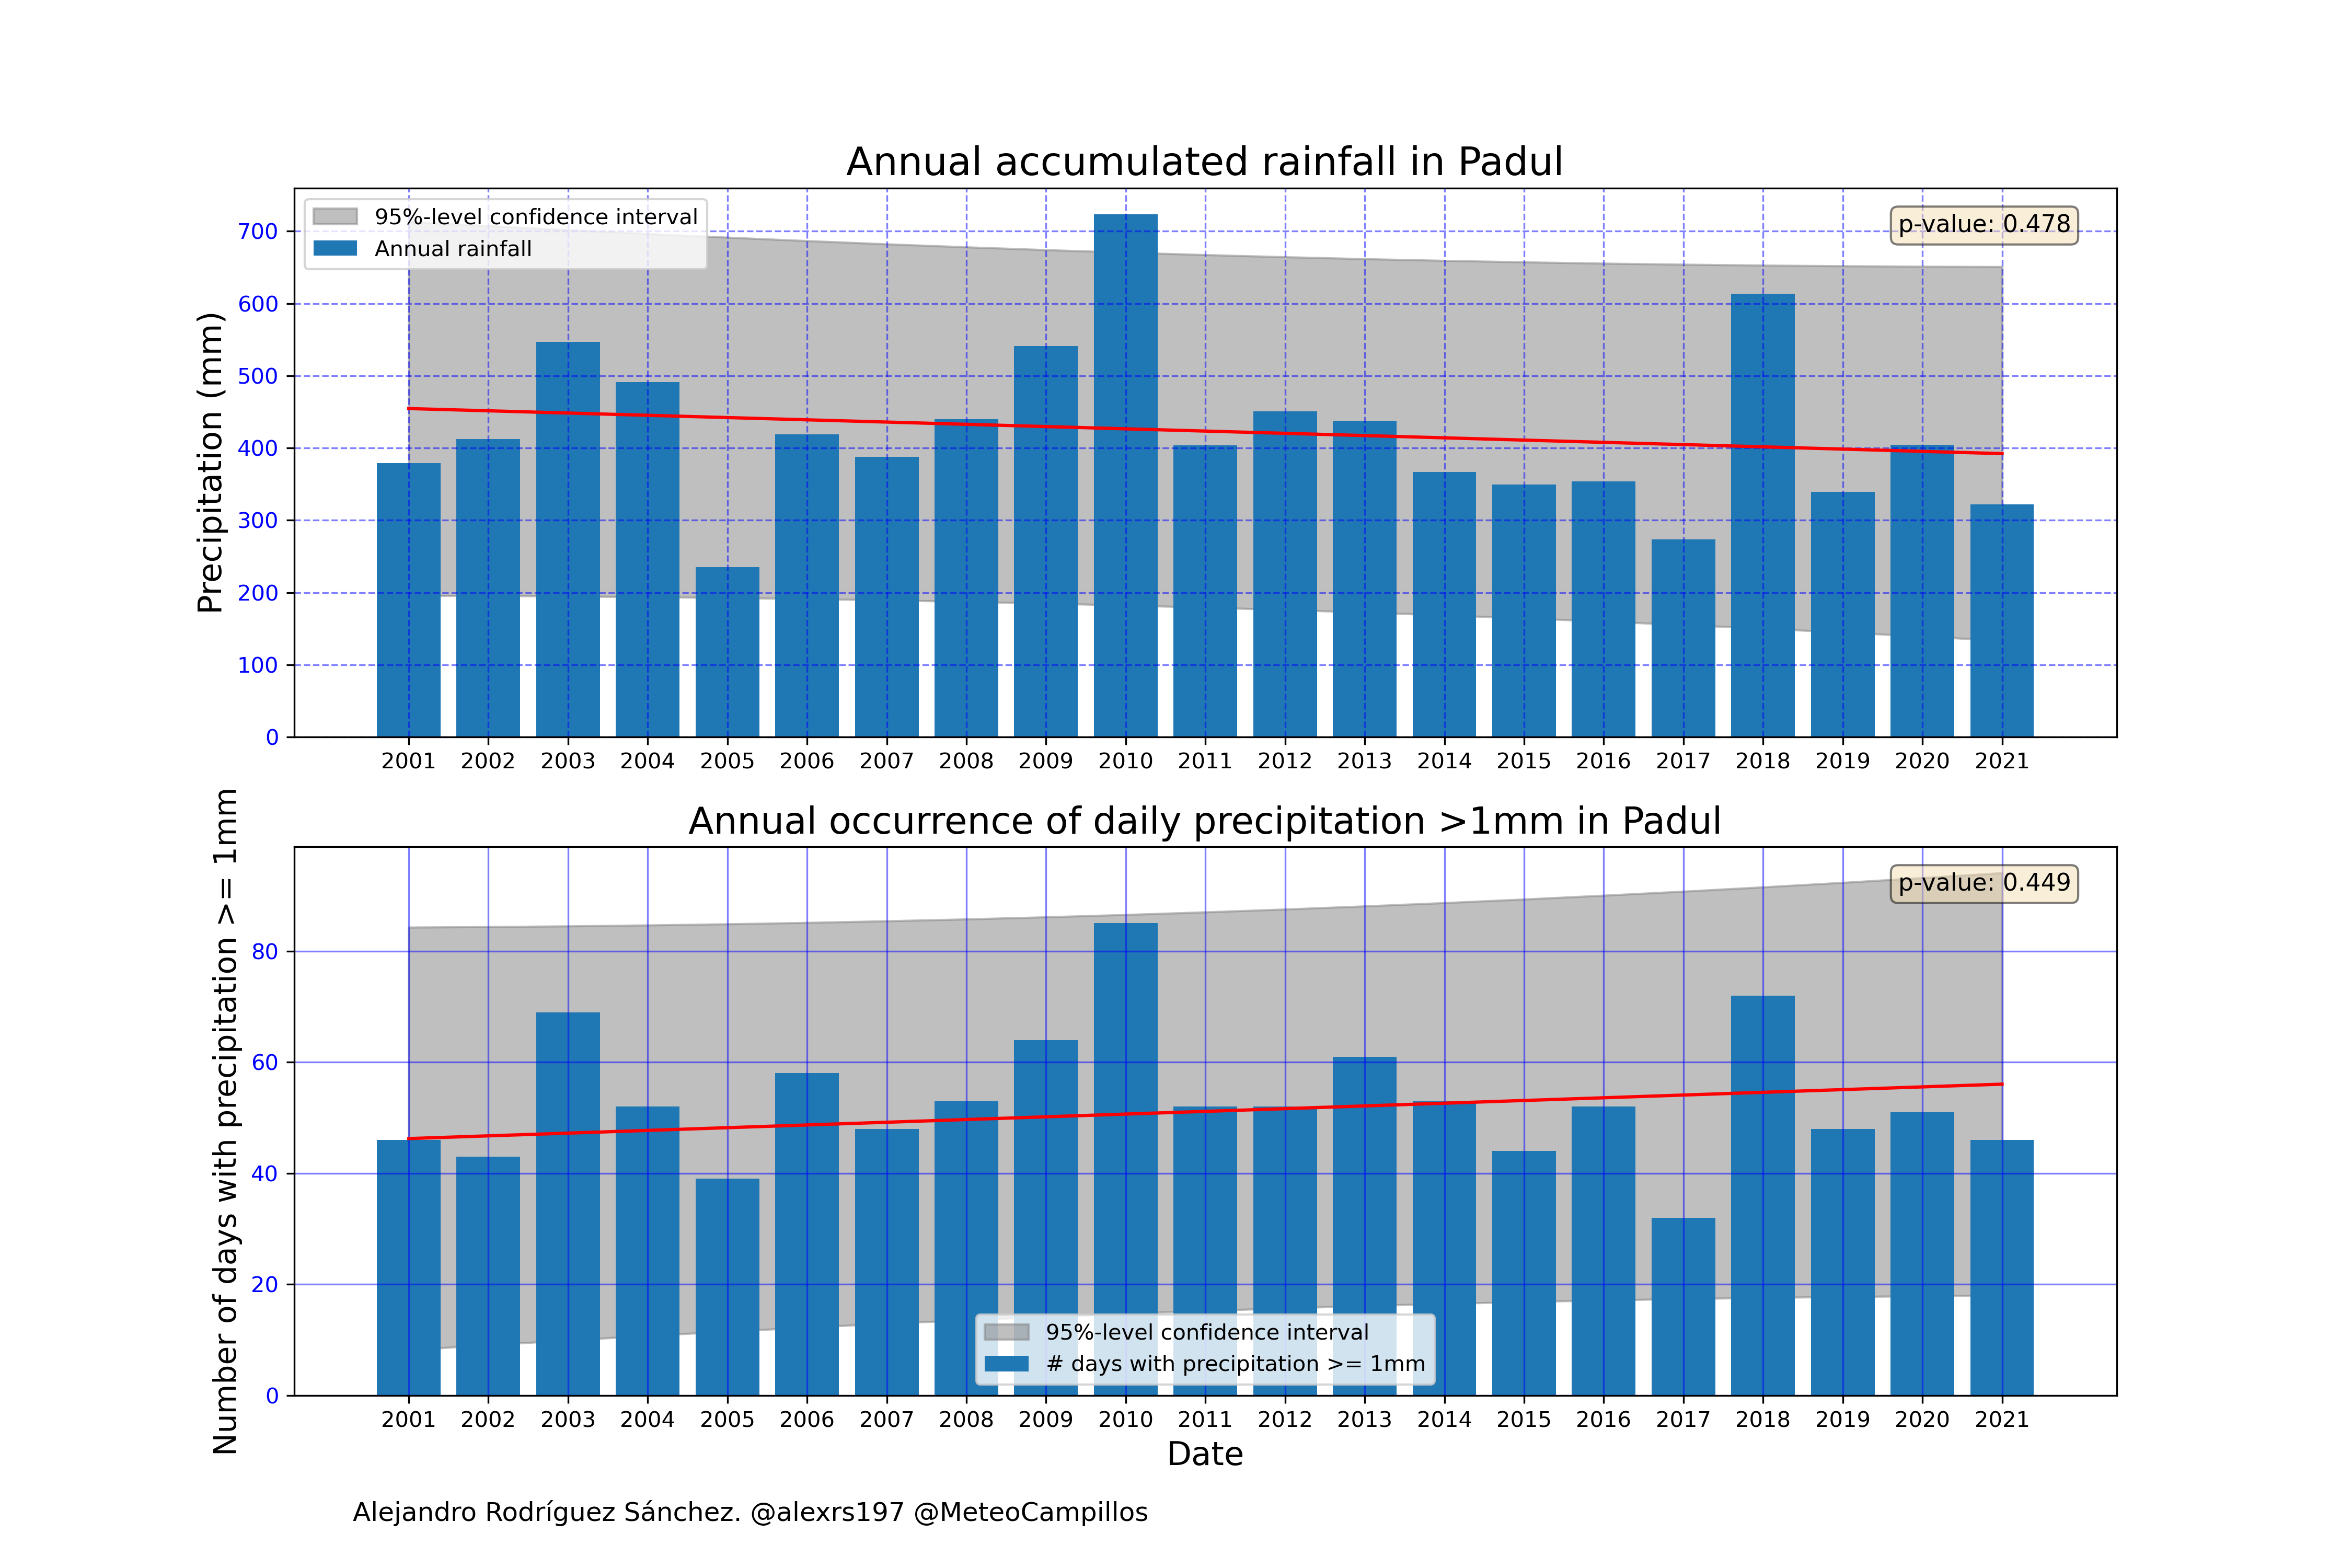 Annual accumulated rainfall in Padul
95%-level confidence interval
Annual rainfall
p-value: 0.478
Precipitation (mm)
700
600
500
400
300
200
100
0
2001 2002 2003 2004 2005 2006 2007 2008 2009 2010 2011 2012 2013 2014 2015 2016 2017 2018 2019 2020 2021
Annual occurrence of daily precipitation >1mm in Padul
p-value: 0.449
Number of days with precipitation >= 1mm
80
60
40
20
0
95%-level confidence interval
# days with precipitation >= 1mm
2001 2002 2003 2004 2005 2006 2007 2008 2009 2010 2011 2012 2013 2014 2015 2016 2017 2018 2019 2020 2021
Date
Alejandro Rodríguez Sánchez. @alexrs197 @MeteoCampillos